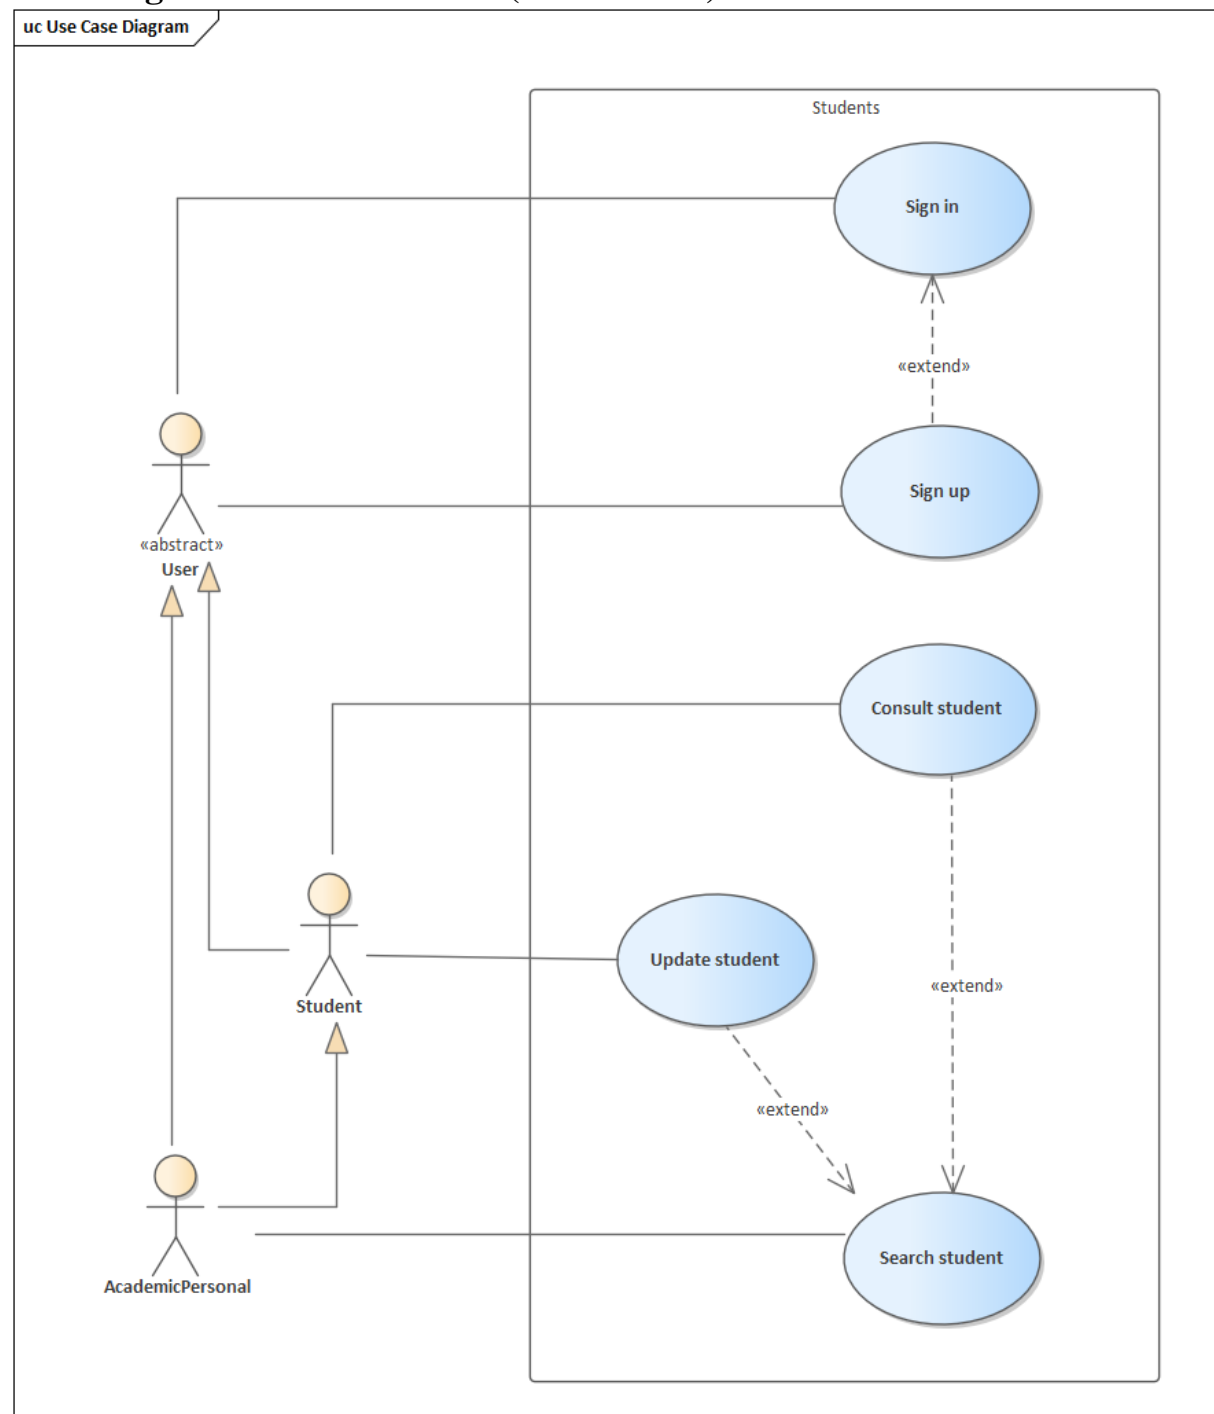 uc Use Case Diagram
Students
Sign in
«extend»
Sign up
«abstract»
User
Consult student
Update student
«extend»
Student
«extend»
Search student
AcademicPersonal